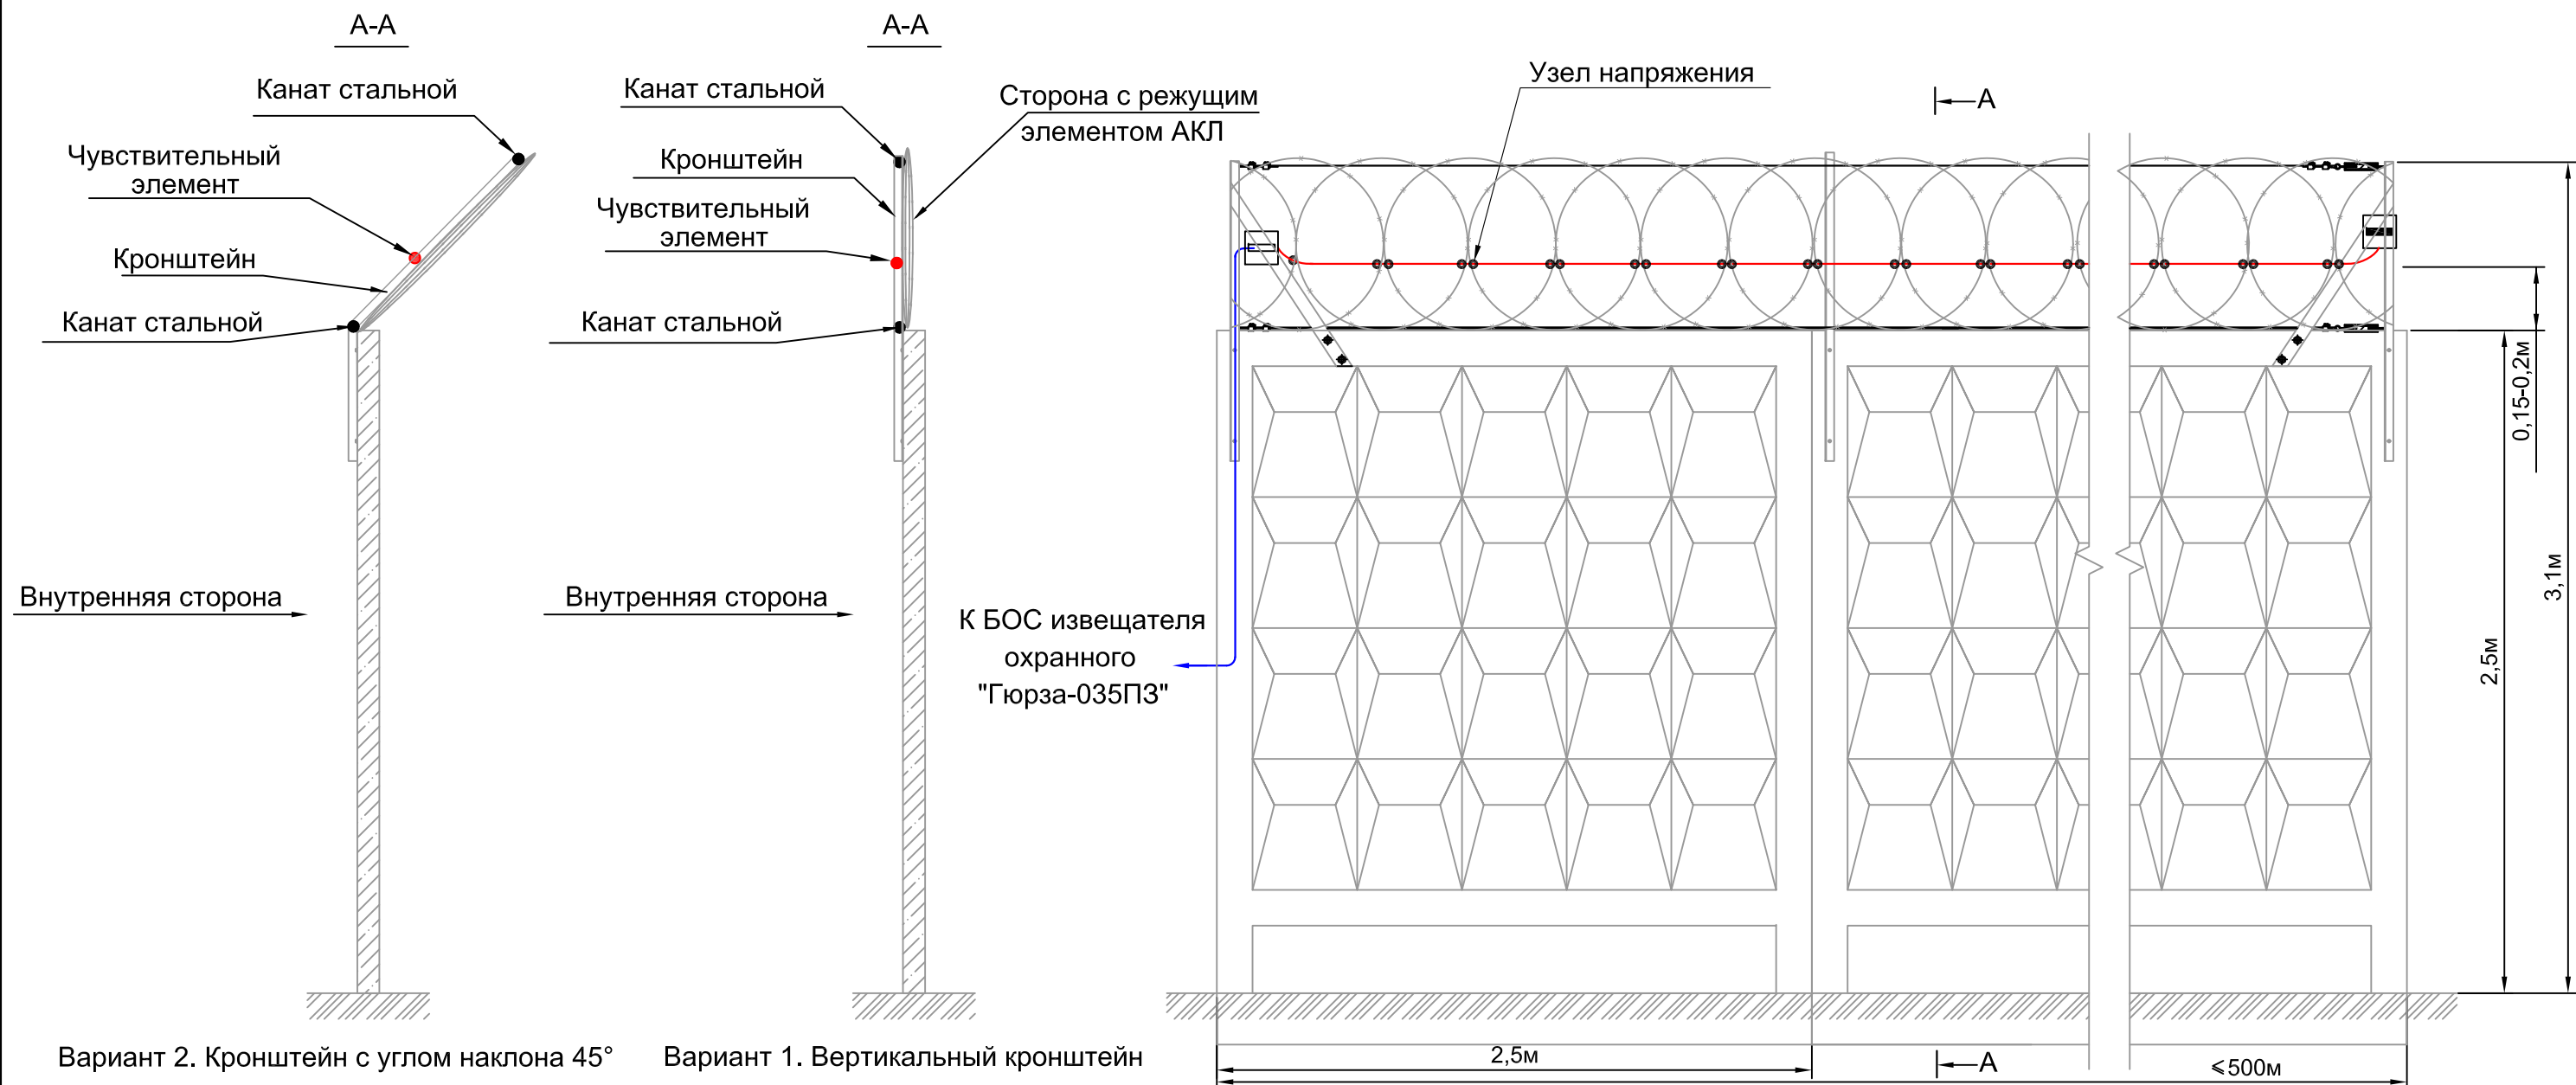 А-А
Канат стальной
Чувствительный
элемент
Кронштейн
Канат стальной
Внутренняя сторона
Вариант 2. Кронштейн с углом наклона 45°
А-А
Канат стальной
Кронштейн
Чувствительный
элемент
Канат стальной
Сторона с режущим
элементом АКЛ
Внутренняя сторона
Вариант 1. Вертикальный кронштейн
Узел напряжения
А
К БОС извещателя
охранного
"Гюрза-035ПЗ"
0,15-0,2м
2,5м
3,1м
2,5м
А
⩽500м